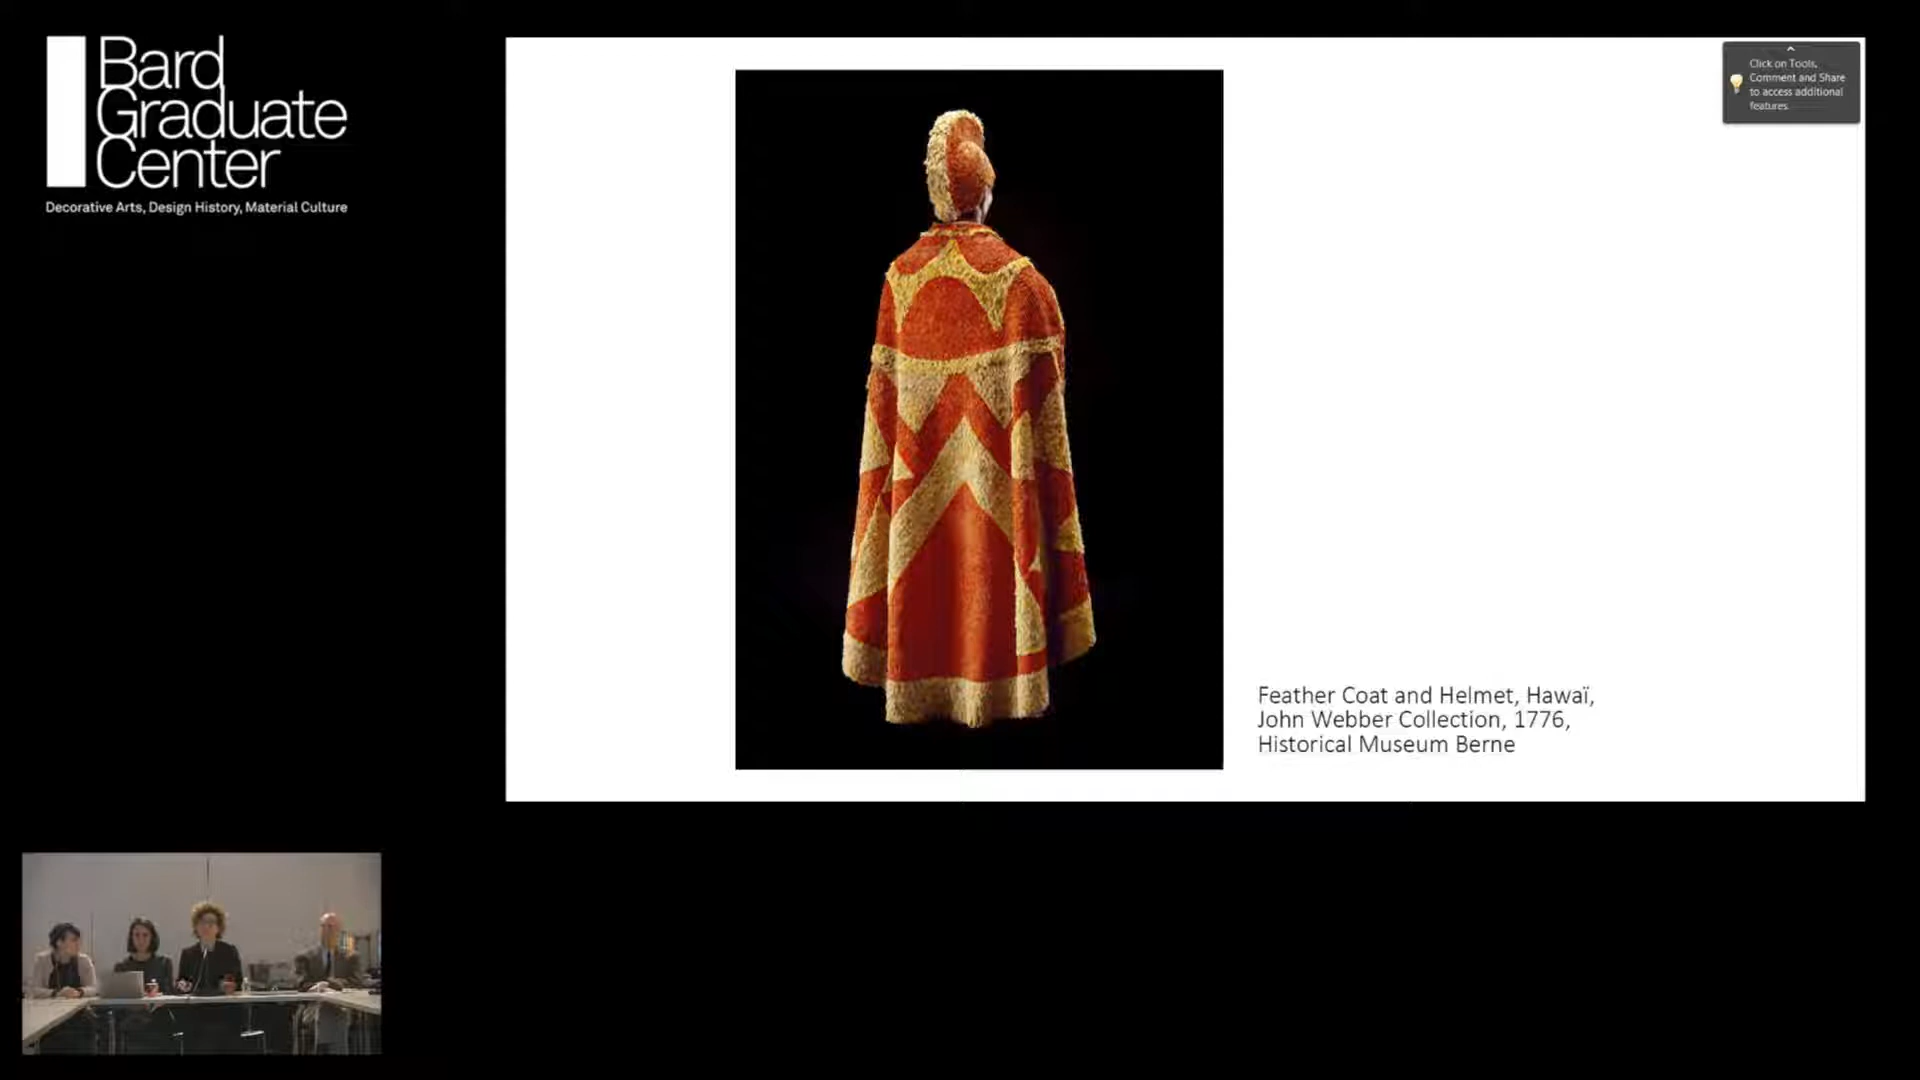 Bard
Graduate
Center
Decorative Arts, Design History, Material Culture
Click on Tools,
Comment and Share
to access additional
features.
Feather Coat and Helmet, Hawaï,
John Webber Collection, 1776,
Historical Museum Berne